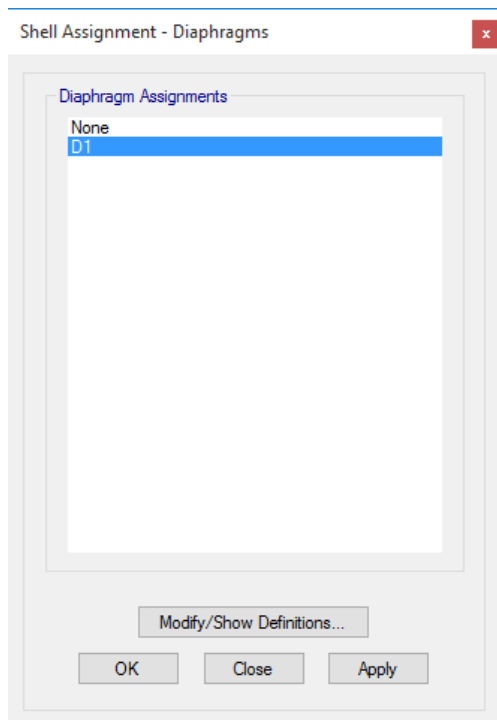 Shell Assignment - Diaphragms
x
Diaphragm Assignments
None
D1
Modify/Show Definitions...
OK Close Apply